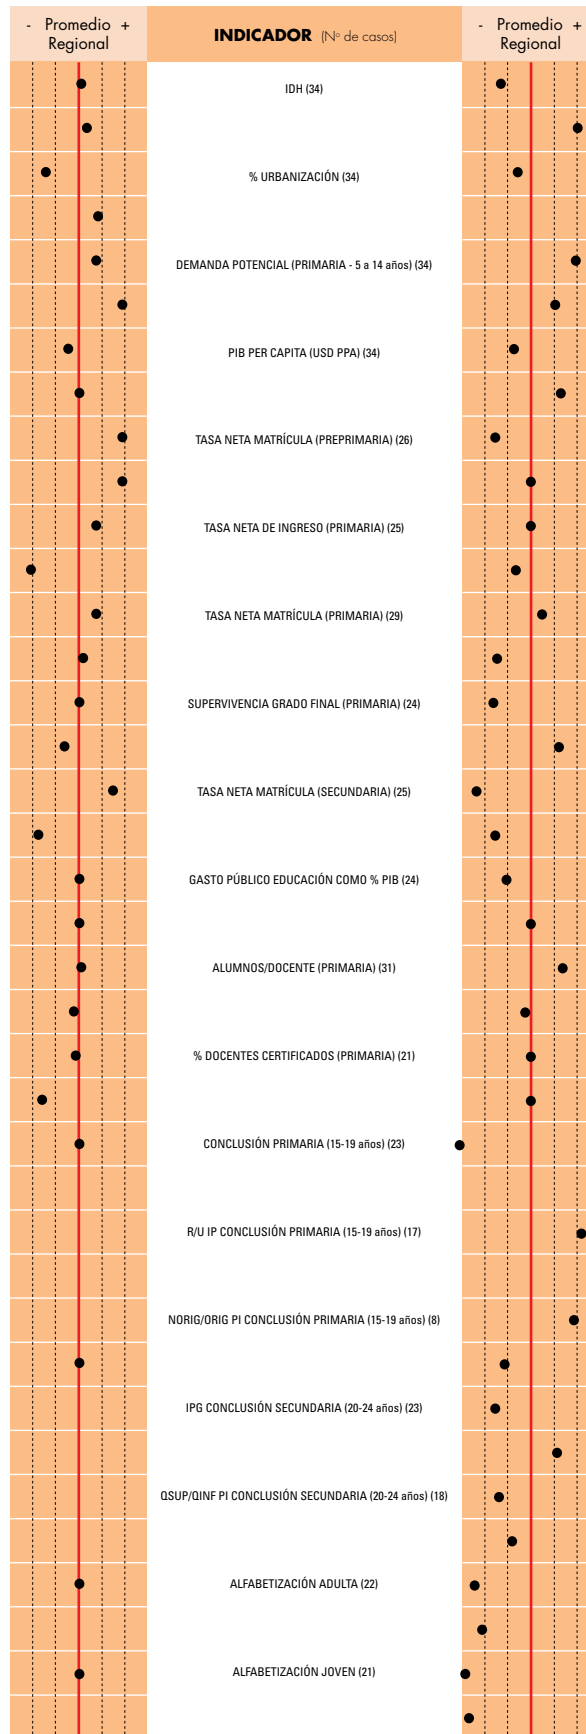 - Promedio +
Regional
INDICADOR (Nº de casos)
- Promedio +
Regional
IDH (34)
% URBANIZACIÓN (34)
DEMANDA POTENCIAL (PRIMARIA - 5 a 14 años) (34)
PIB PER CAPITA (USD PPA) (34)
TASA NETA MATRÍCULA (PREPRIMARIA) (26)
TASA NETA DE INGRESO (PRIMARIA) (25)
TASA NETA MATRÍCULA (PRIMARIA) (29)
SUPERVIVENCIA GRADO FINAL (PRIMARIA) (24)
TASA NETA MATRÍCULA (SECUNDARIA) (25)
GASTO PÚBLICO EDUCACIÓN COMO % PIB (24)
ALUMNOS/DOCENTE (PRIMARIA) (31)
% DOCENTES CERTIFICADOS (PRIMARIA) (21)
CONCLUSIÓN PRIMARIA (15-19 años) (23)
R/U IP CONCLUSIÓN PRIMARIA (15-19 años) (17)
NORIG/ORIG PI CONCLUSIÓN PRIMARIA (15-19 años) (8)
IPG CONCLUSIÓN SECUNDARIA (20-24 años) (23)
QSUP/QINF PI CONCLUSIÓN SECUNDARIA (20-24 años) (18)
ALFABETIZACIÓN ADULTA (22)
ALFABETIZACIÓN JOVEN (21)